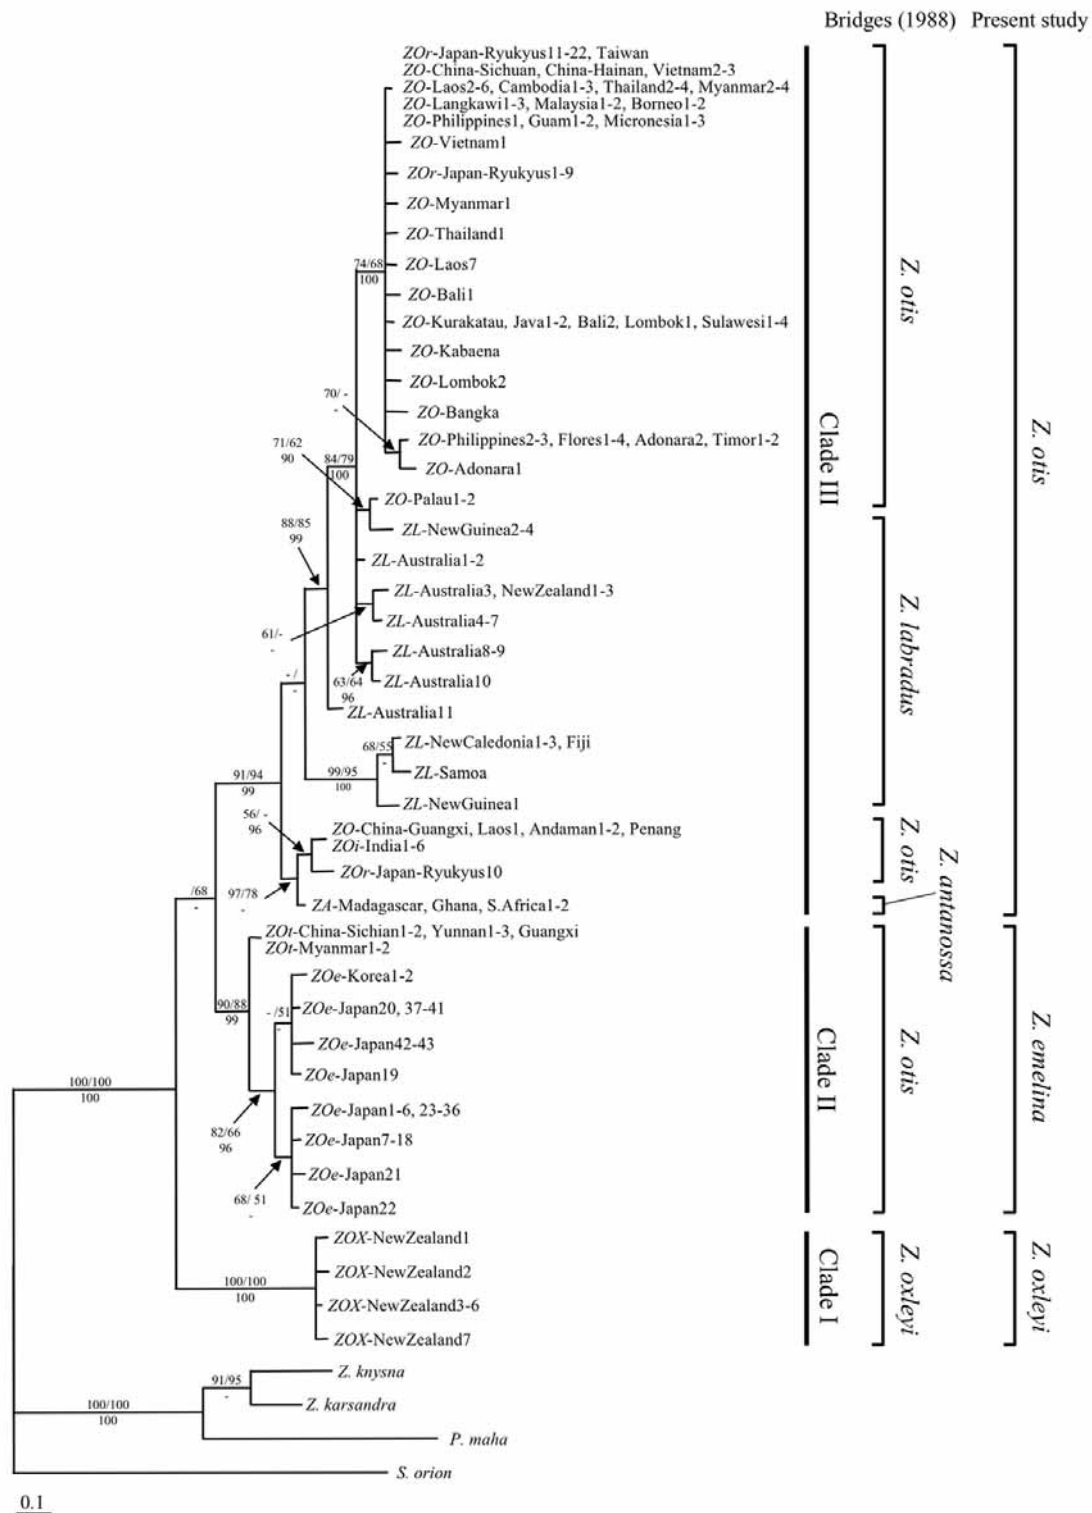 Bridges (1988) Present study
ZOr-Japan-Ryukyus11-22, Taiwan
ZO-China-Sichuan, China-Hainan, Vietnam2-3
ZO-Laos2-6, Cambodia1-3, Thailand2-4, Myanmar2-4
ZO-Langkawi1-3, Malaysia1-2, Borneo1-2
ZO-Philippines1, Guam1-2, Micronesia1-3
ZO-Vietnam1
ZOr-Japan-Ryukyus1-9
ZO-Myanmar1
ZO-Thailand1
74/68
100
ZO-Laos7
ZO-Bali1
ZO-Kurakatau, Java1-2, Bali2, Lombok1, Sulawesi1-4
ZO-Kabaena
ZO-Lombok2
70/ -
-
ZO-Bangka
ZO-Philippines2-3, Flores1-4, Adonara2, Timor1-2
ZO-Adonara1
71/62
90
84/79
100
ZO-Palau1-2
ZL-NewGuinea2-4
88/85
99
ZL-Australia1-2
ZL-Australia3, NewZealand1-3
ZL-Australia4-7
61/-
-
ZL-Australia8-9
63/64
96
ZL-Australia10
- /
-
ZL-Australia11
ZL-NewCaledonia1-3, Fiji
68/55
-
ZL-Samoa
99/95
100
ZL-NewGuinea1
91/94
99
56/ -
96
ZO-China-Guangxi, Laos1, Andaman1-2, Penang
ZOi-India1-6
ZOr-Japan-Ryukyus10
97/78
-
ZA-Madagascar, Ghana, S.Africa1-2
/68
-
ZOt-China-Sichian1-2, Yunnan1-3, Guangxi
ZOt-Myanmar1-2
ZOe-Korea1-2
90/88
99
- /51
-
ZOe-Japan20, 37-41
ZOe-Japan42-43
ZOe-Japan19
100/100
100
ZOe-Japan1-6, 23-36
82/66
96
ZOe-Japan7-18
ZOe-Japan21
68/ 51
-
ZOe-Japan22
ZOX-NewZealand1
ZOX-NewZealand2
100/100
100
ZOX-NewZealand3-6
ZOX-NewZealand7
Z. knysna
91/95
-
Z. karsandra
100/100
100
P. maha
S. orion
0.1
Clade III
Clade II
Clade I
Z. otis
Z. labradus
Z. otis
Z. antanossa
Z. otis
Z. oxleyi
Z. otis
Z. emelina
Z. oxleyi